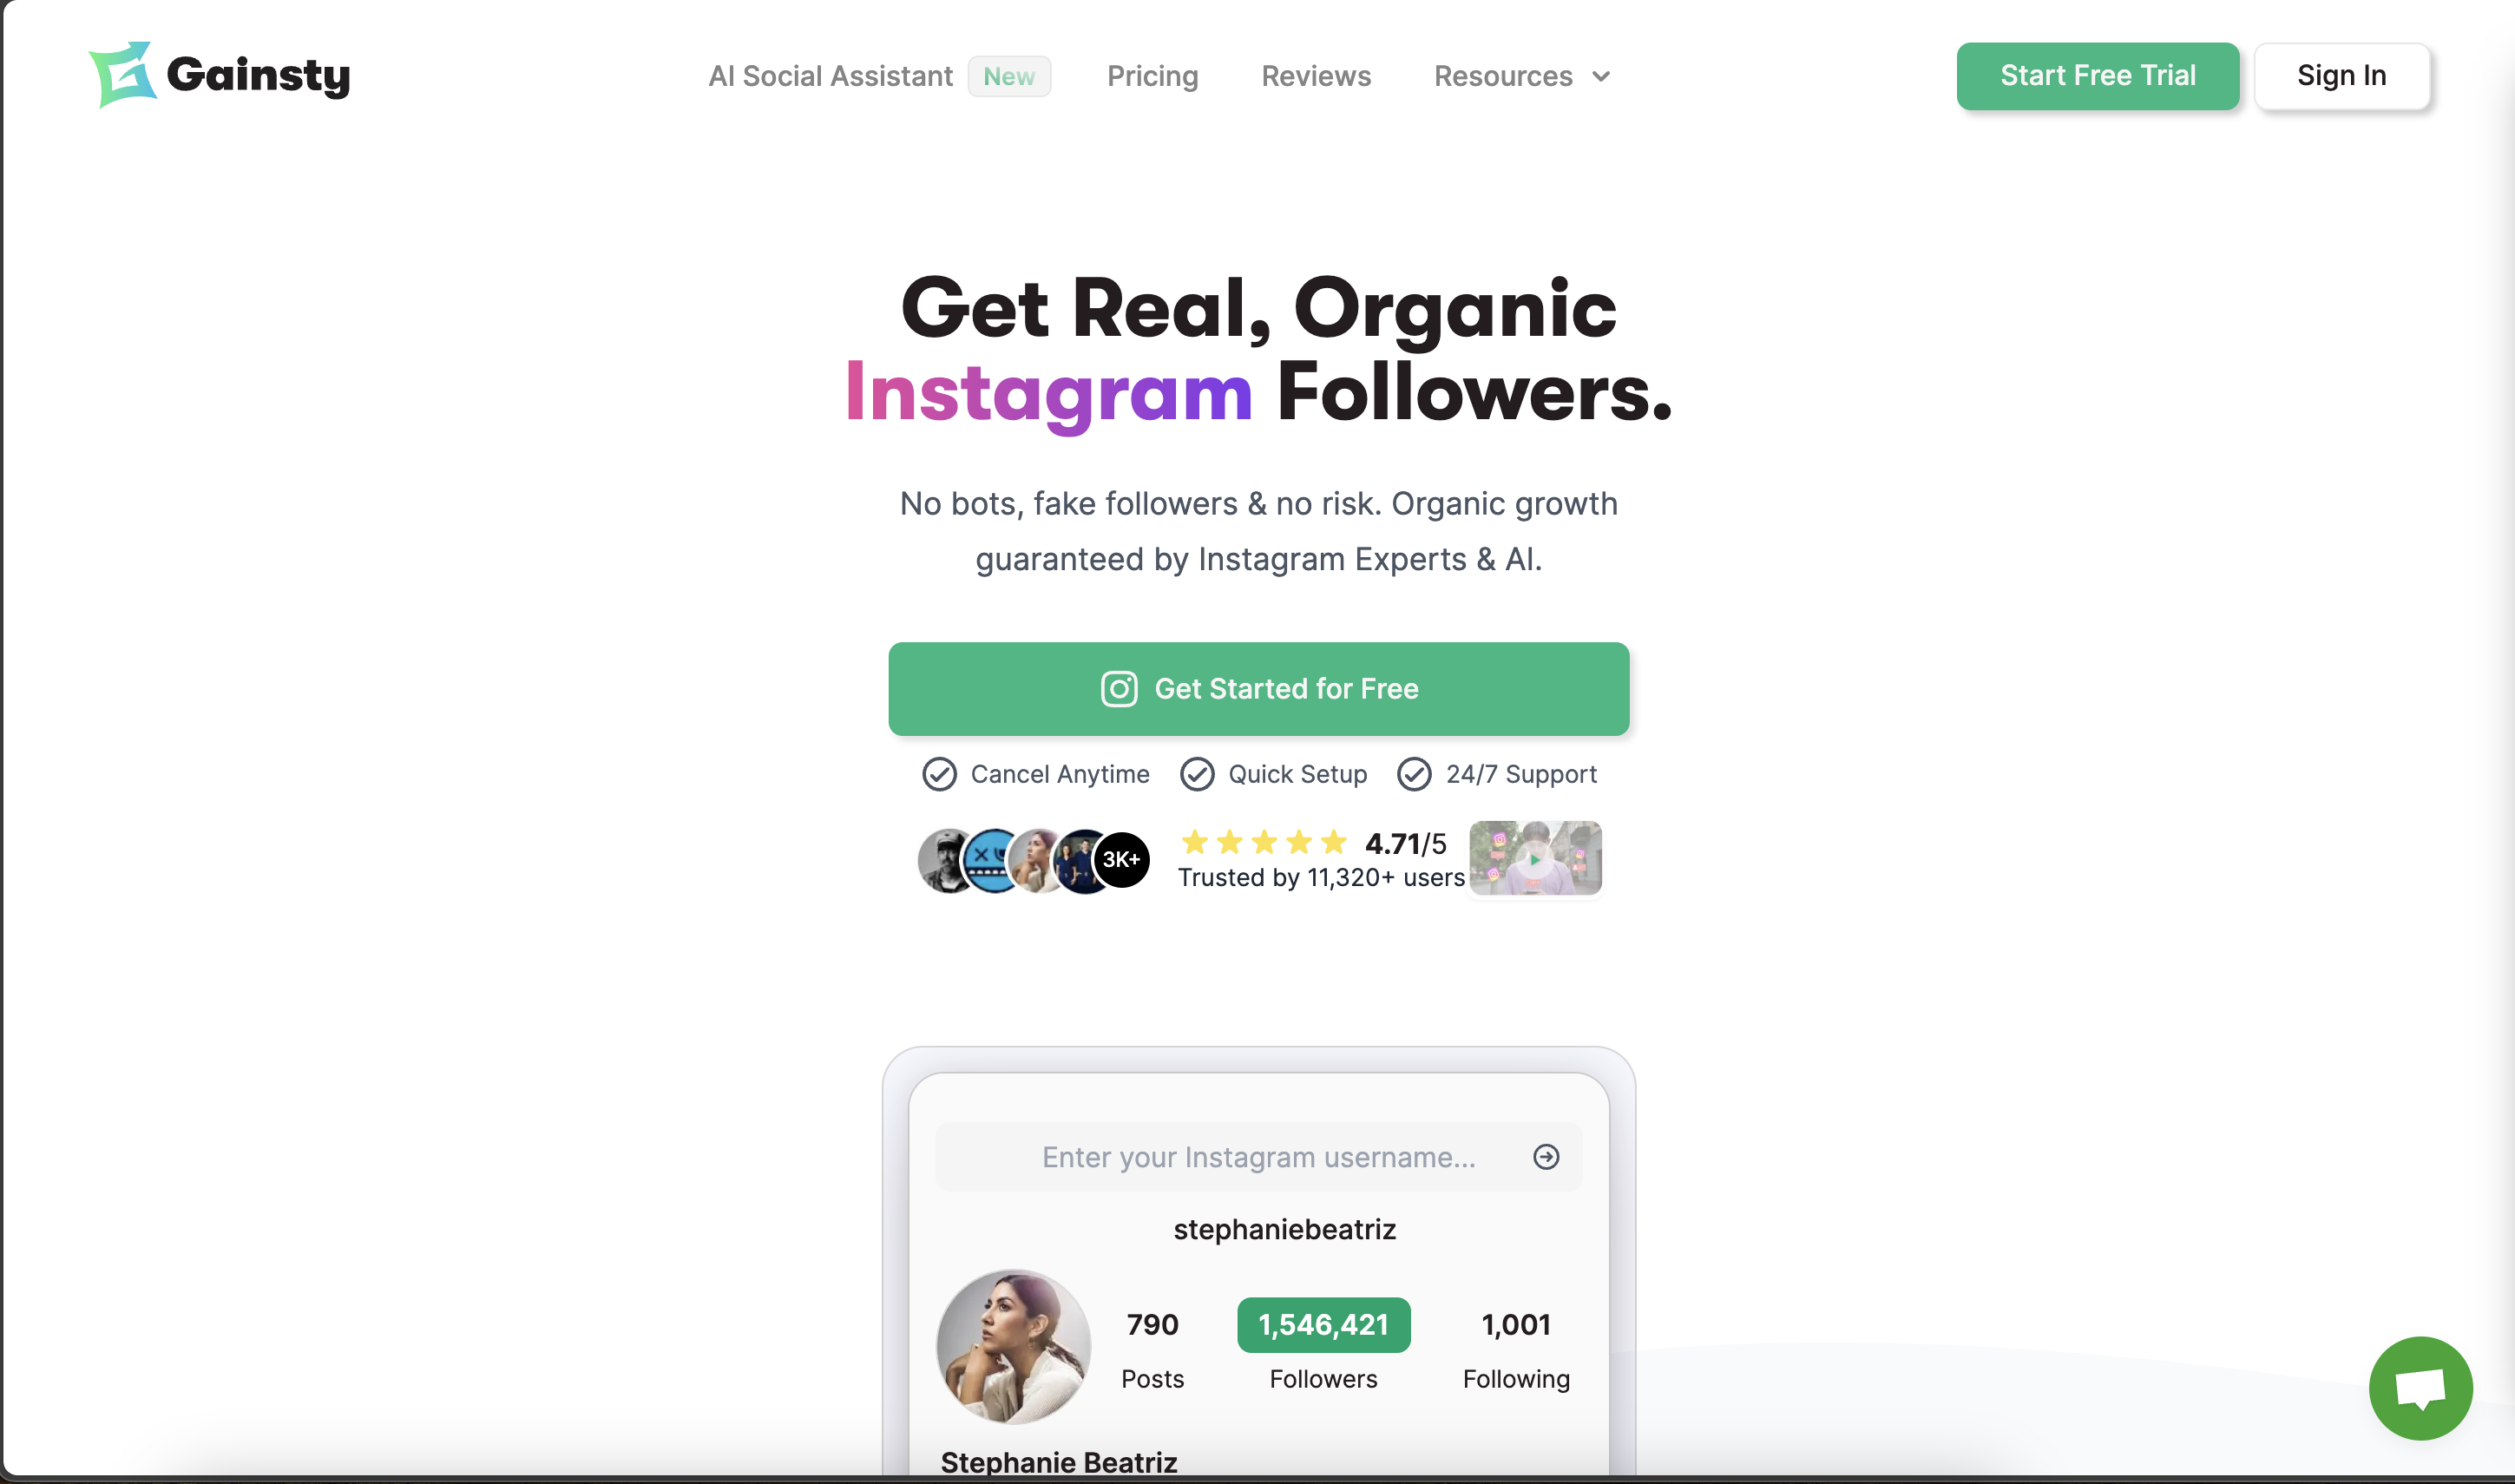 Gainsty
AI Social Assistant New Pricing Reviews Resources
Start Free Trial Sign In
Get Real, Organic
Instagram Followers.
No bots, fake followers & no risk. Organic growth
guaranteed by Instagram Experts & AI.
Get Started for Free
Cancel Anytime Quick Setup 24/7 Support
3K+
4.71/5
Trusted by 11,320+ users
Enter your Instagram username...
stephaniebeatriz
790 1,546,421 1,001
Posts Followers Following
Stephanie Beatriz